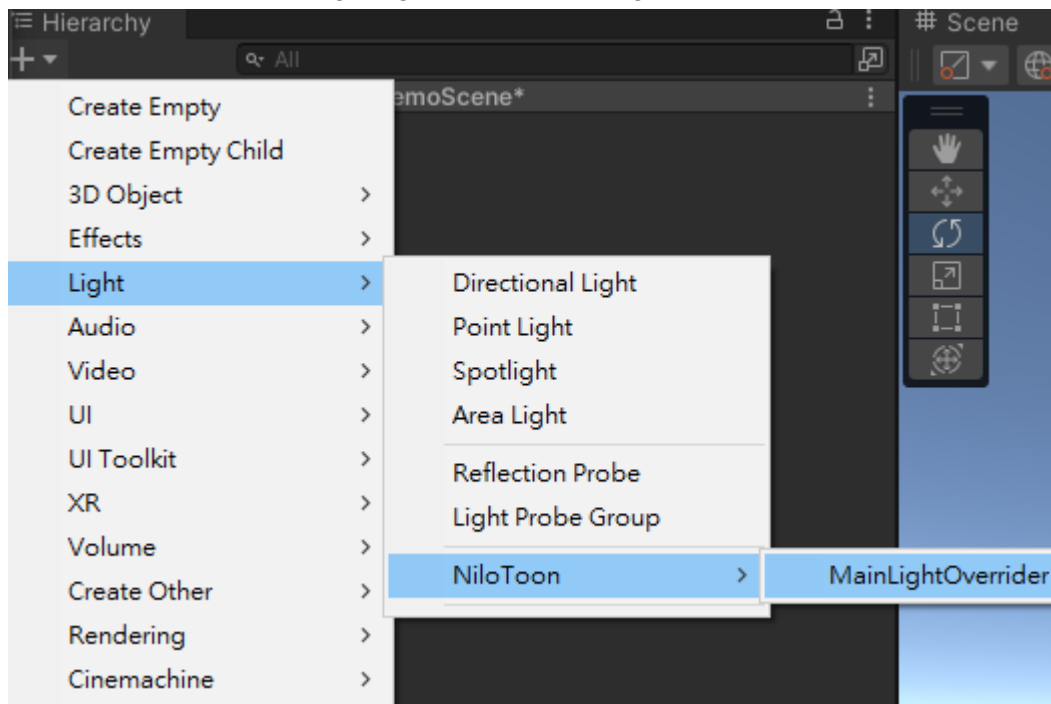 Hierarchy
# Scene
All
emoScene*
Create Empty
Create Empty Child
3D Object
Effects
Light
Audio
Video
UI
UI Toolkit
XR
Volume
Create Other
Rendering
Cinemachine
Directional Light
Point Light
Spotlight
Area Light
Reflection Probe
Light Probe Group
NiloToon
MainLightOverrider